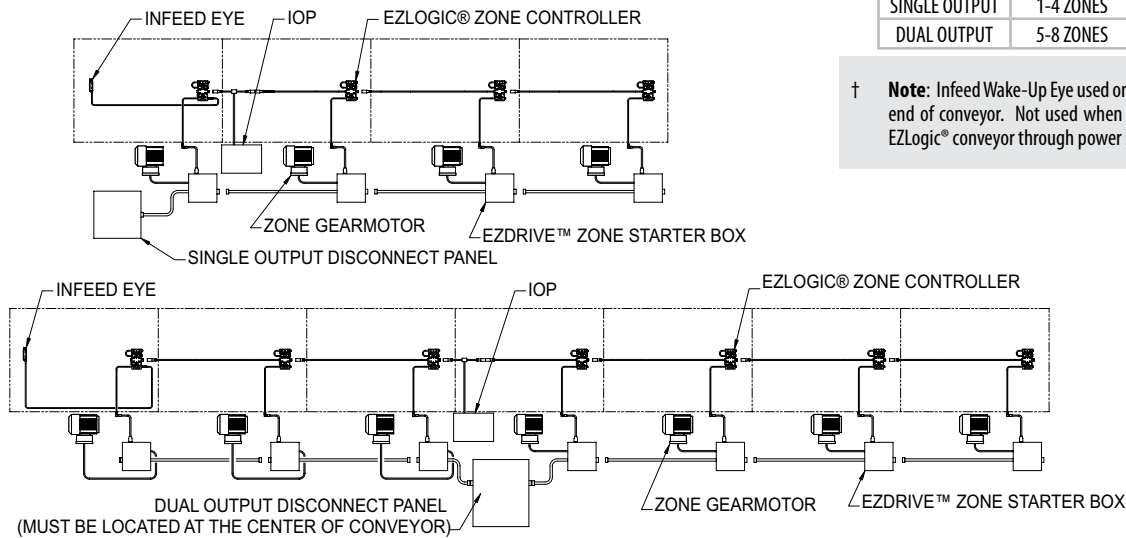 INFEED EYE
IOP
EZLOGIC® ZONE CONTROLLER
SINGLE OUTPUT 1-4 ZONES
DUAL OUTPUT 5-8 ZONES
† Note: Infeed Wake-Up Eye used
end of conveyor. Not used when
EZLogic® conveyor through power
ZONE GEARMOTOR
EZDRIVE™ ZONE STARTER BOX
SINGLE OUTPUT DISCONNECT PANEL
INFEED EYE
IOP
EZLOGIC® ZONE CONTROLLER
DUAL OUTPUT DISCONNECT PANEL
(MUST BE LOCATED AT THE CENTER OF CONVEYOR)
ZONE GEARMOTOR
EZDRIVE™ ZONE STARTER BOX